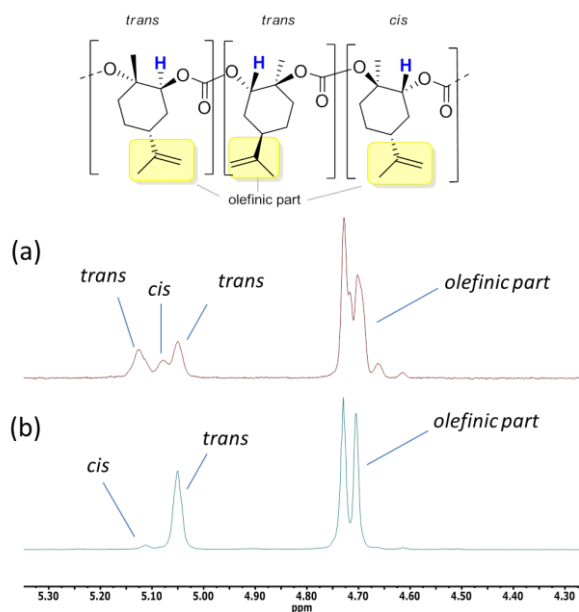 trans trans cis
H O O O H O O O H O
O O O
olefinic part
(a)
trans cis trans olefinic part
(b)
cis trans olefinic part
5.30 5.20 5.10 5.00 4.90 4.80 4.70 4.60 4.50 4.40 4.30
ppm